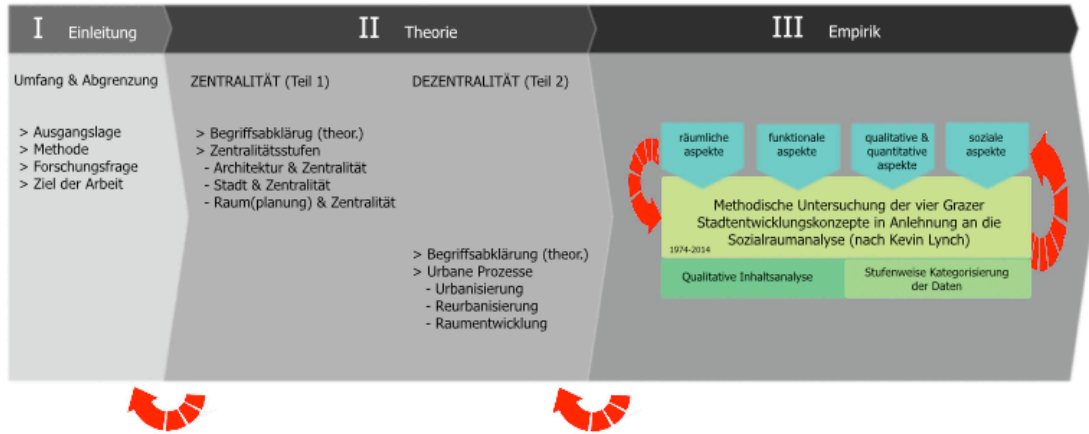 I Einleitung
II Theorie
III Empirik
Umfang & Abgrenzung
> Ausgangslage
> Methode
> Forschungsfrage
> Ziel der Arbeit
ZENTRALITÄT (Teil 1)
> Begriffsabklärug (theor.)
> Zentralitätsstufen
- Architektur & Zentralität
- Stadt & Zentralität
- Raum(planung) & Zentralität
DEZENTRALITÄT (Teil 2)
> Begriffsabklärung (theor.)
> Urbane Prozesse
- Urbanisierung
- Reurbanisierung
- Raumentwicklung
räumliche
aspekte
funktionale
aspekte
qualitative &
quantitative
aspekte
soziale
aspekte
Methodische Untersuchung der vier Grazer
Stadtentwicklungskonzepte in Anlehnung an die
Sozialraumanalyse (nach Kevin Lynch)
1974-2014
Qualitative Inhaltsanalyse
Stufenweise Kategorisierung
der Daten